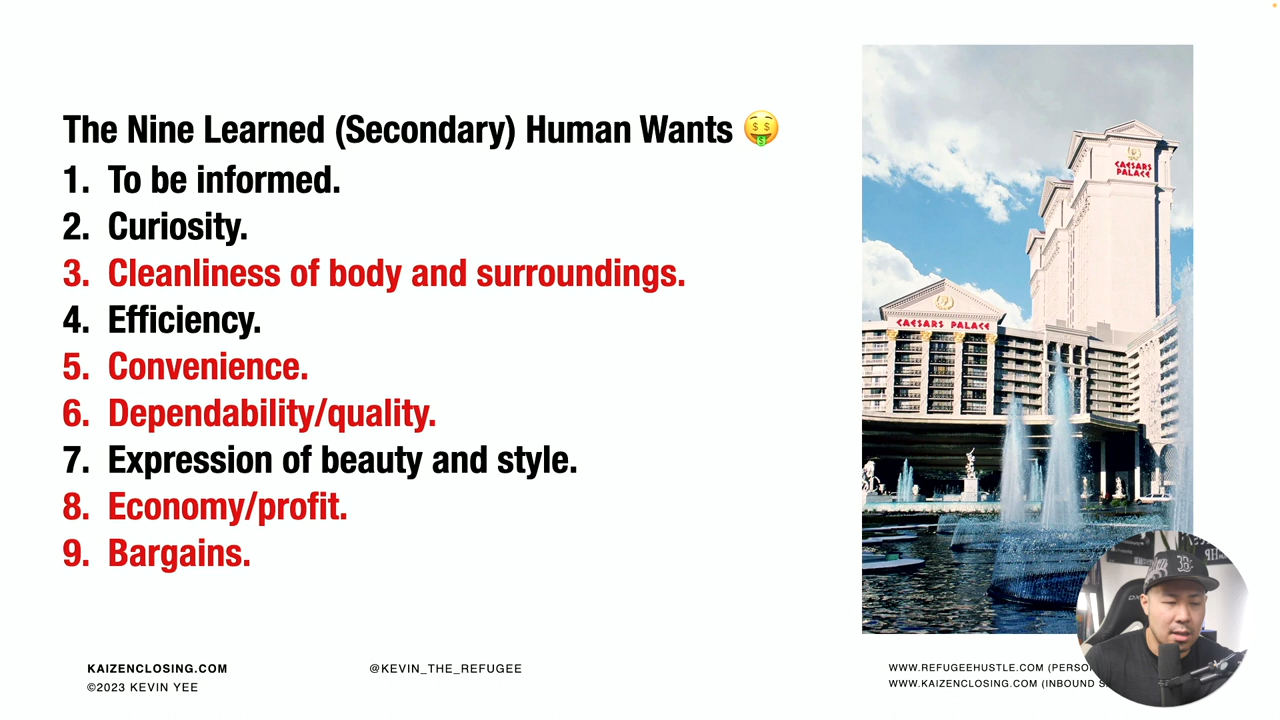 The Nine Learned (Secondary) Human Wants 🤑
1. To be informed.
2. Curiosity.
3. Cleanliness of body and surroundings.
4. Efficiency.
5. Convenience.
6. Dependability/quality.
7. Expression of beauty and style.
8. Economy/profit.
9. Bargains.
CAESARS
PALACE
CAESARS PALACE
KAIZENCLOSING.COM
©2023 KEVIN YEE
@KEVIN_THE_REFUGEE
WWW.REFUGEEHUSTLE.COM
WWW.KAIZENCLOSING.COM (INBOUND